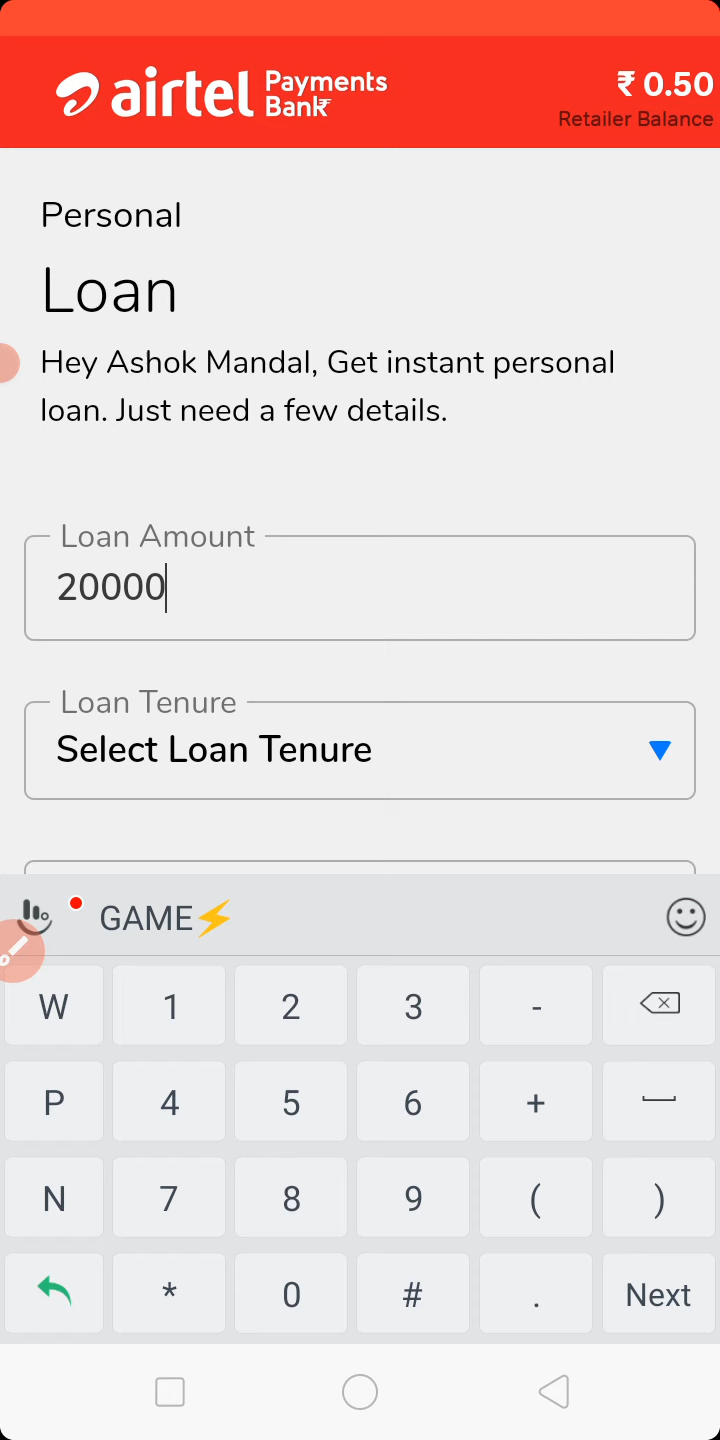 airtel Payments Bank
₹ 0.50
Retailer Balance
Personal
Loan
Hey Ashok Mandal, Get instant personal
loan. Just need a few details.
Loan Amount
20000
Loan Tenure
Select Loan Tenure
GAME⚡
W 1 2 3 -
P 4 5 6 +
N 7 8 9 ( )
* 0 # . Next